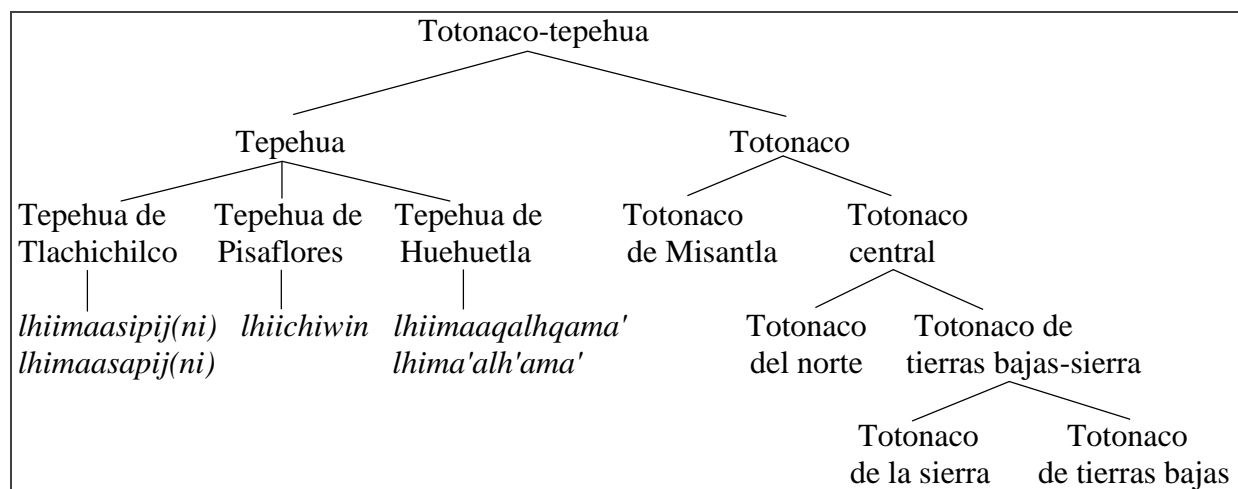 Totonaco-tepehua
Tepehua
Totonaco
Tepehua de
Tlachichilco
Tepehua de
Pisaflores
Tepehua de
Huehuetla
Totonaco
de Misantla
Totonaco
central
lhiimaasipij(ni)
lhimaasapij(ni)
lhiichiwin
lhiimaaqalhqama'
lhima'alh'ama'
Totonaco
del norte
Totonaco de
tierras bajas-sierra
Totonaco
de la sierra
Totonaco
de tierras bajas